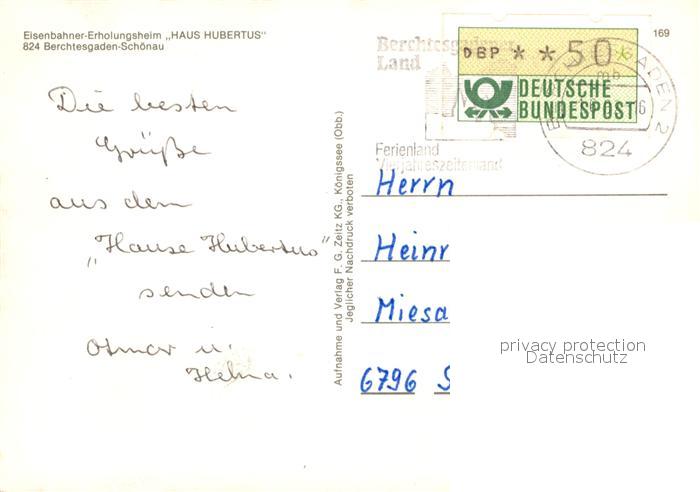 Eisenbahner-Erholungsheim „HAUS HUBERTUS"
824 Berchtesgaden-Schönau
169
Berchtesgadener
Land
DBP * * 50 *
DEUTSCHE
BUNDESPOST
824
Ferienland
Vierjahreszeitenland
Die besten
Grüße
aus dem
„Hause Hubertus"
senden
Otmar u.
Helma.
Aufnahme und Verlag F. G. Zeitz KG., Königssee (Obb.)
Jeglicher Nachdruck verboten
Herrn
Heinr
Miesa
6796 S
privacy protection
Datenschutz